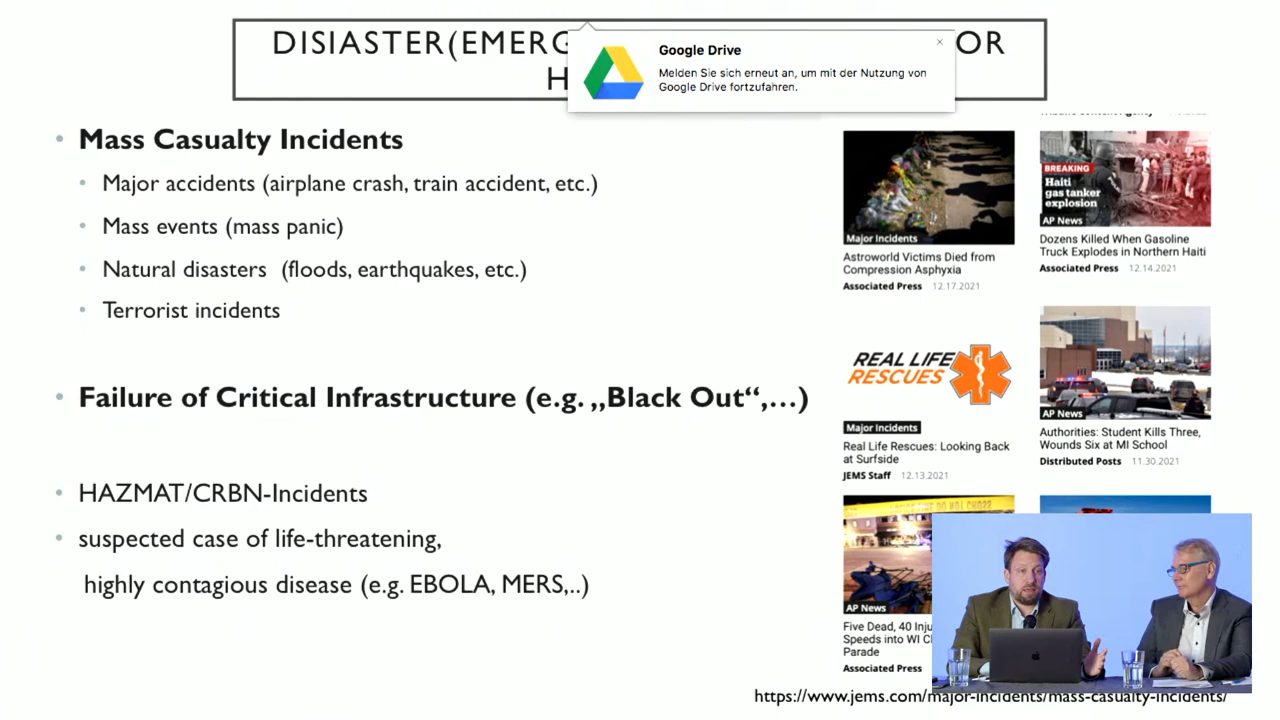 DISIASTER(EMERG
OR
H
Google Drive
Melden Sie sich erneut an, um mit der Nutzung von
Google Drive fortzufahren.
• Mass Casualty Incidents
• Major accidents (airplane crash, train accident, etc.)
• Mass events (mass panic)
• Natural disasters (floods, earthquakes, etc.)
• Terrorist incidents
• Failure of Critical Infrastructure (e.g. „Black Out“,…)
• HAZMAT/CRBN-Incidents
• suspected case of life-threatening,
highly contagious disease (e.g. EBOLA, MERS,..)
Major Incidents
Astroworld Victims Died from
Compression Asphyxia
Associated Press 12.17.2021
BREAKING
Haiti
gas tanker
explosion
AP News
Dozens Killed When Gasoline
Truck Explodes in Northern Haiti
Associated Press 12.14.2021
REAL LIFE
RESCUES
Major Incidents
Real Life Rescues: Looking Back
at Surfside
JEMS Staff 12.13.2021
AP News
Authorities: Student Kills Three,
Wounds Six at MI School
Distributed Posts 11.30.2021
AP News
Five Dead, 40 Inju
Speeds into WI C
Parade
Associated Press
https://www.jems.com/major-incidents/mass-casualty-incidents/